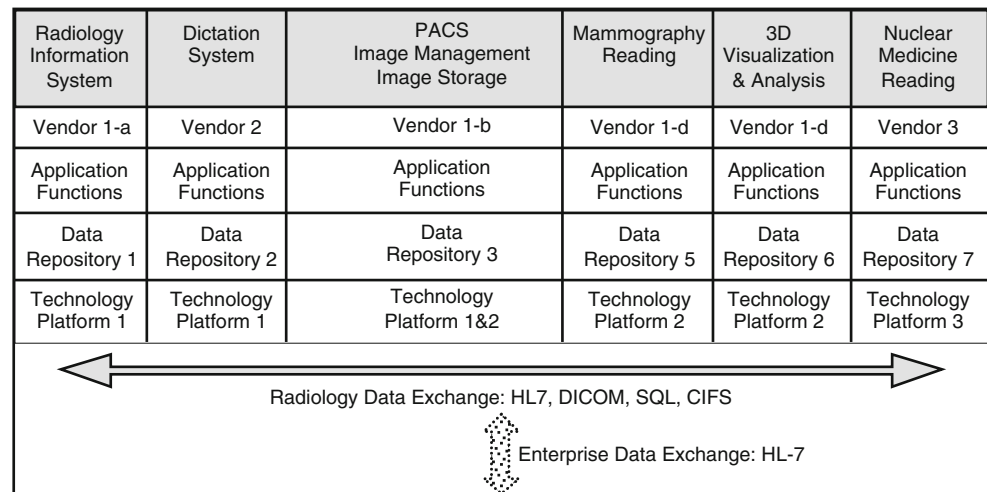 Radiology
Information
System
Dictation
System
PACS
Image Management
Image Storage
Mammography
Reading
3D
Visualization
& Analysis
Nuclear
Medicine
Reading
Vendor 1-a
Vendor 2
Vendor 1-b
Vendor 1-d
Vendor 1-d
Vendor 3
Application
Functions
Application
Functions
Application
Functions
Application
Functions
Application
Functions
Application
Functions
Data
Repository 1
Data
Repository 2
Data
Repository 3
Data
Repository 5
Data
Repository 6
Data
Repository 7
Technology
Platform 1
Technology
Platform 1
Technology
Platform 1&2
Technology
Platform 2
Technology
Platform 2
Technology
Platform 3
Radiology Data Exchange: HL7, DICOM, SQL, CIFS
Enterprise Data Exchange: HL-7